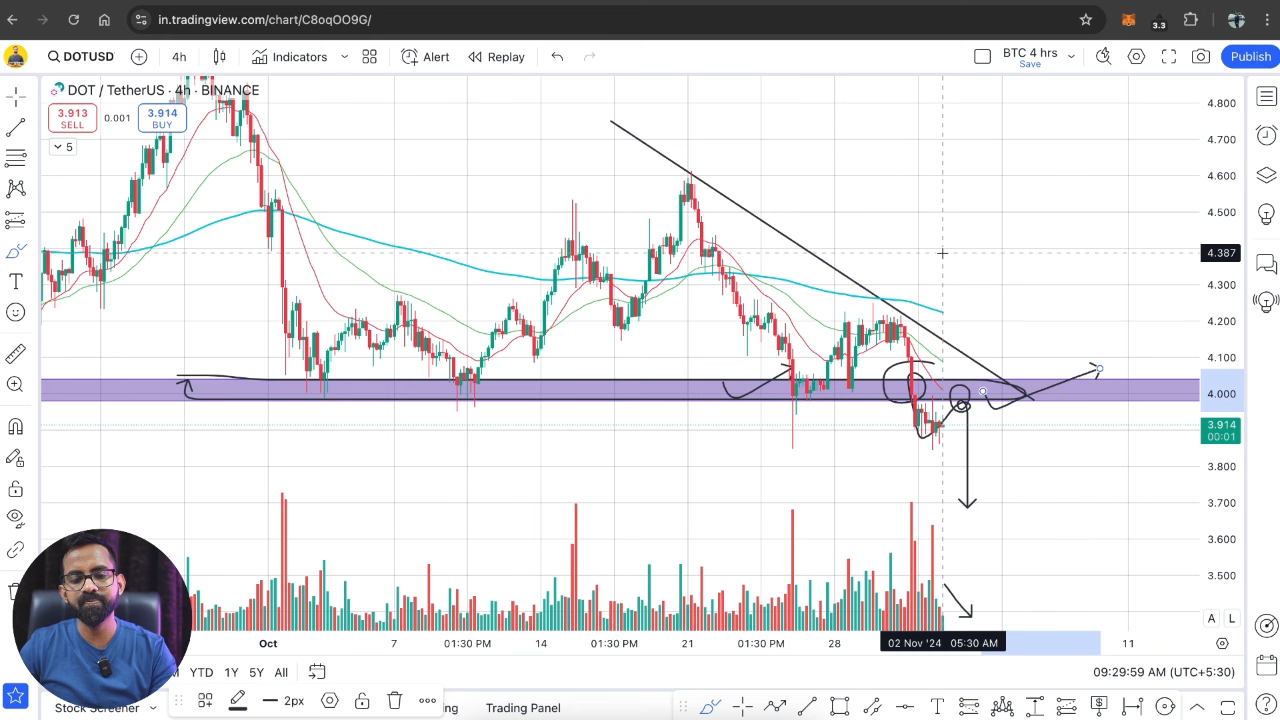 in.tradingview.com/chart/C8oqOO9G/
3.3
DOTUSD
4h
Indicators
Alert
Replay
BTC 4 hrs
Save
Publish
DOT / TetherUS · 4h · BINANCE
3.913
SELL
0.001
3.914
BUY
5
4.800
4.700
4.600
4.500
4.387
4.300
4.200
4.100
4.000
3.914
00:01
3.800
3.700
3.600
3.500
A
L
Oct
7
01:30 PM
14
01:30 PM
21
01:30 PM
28
02 Nov '24
05:30 AM
11
YTD
1Y
5Y
All
09:29:59 AM (UTC+5:30)
2px
Stock Screener
Trading Panel